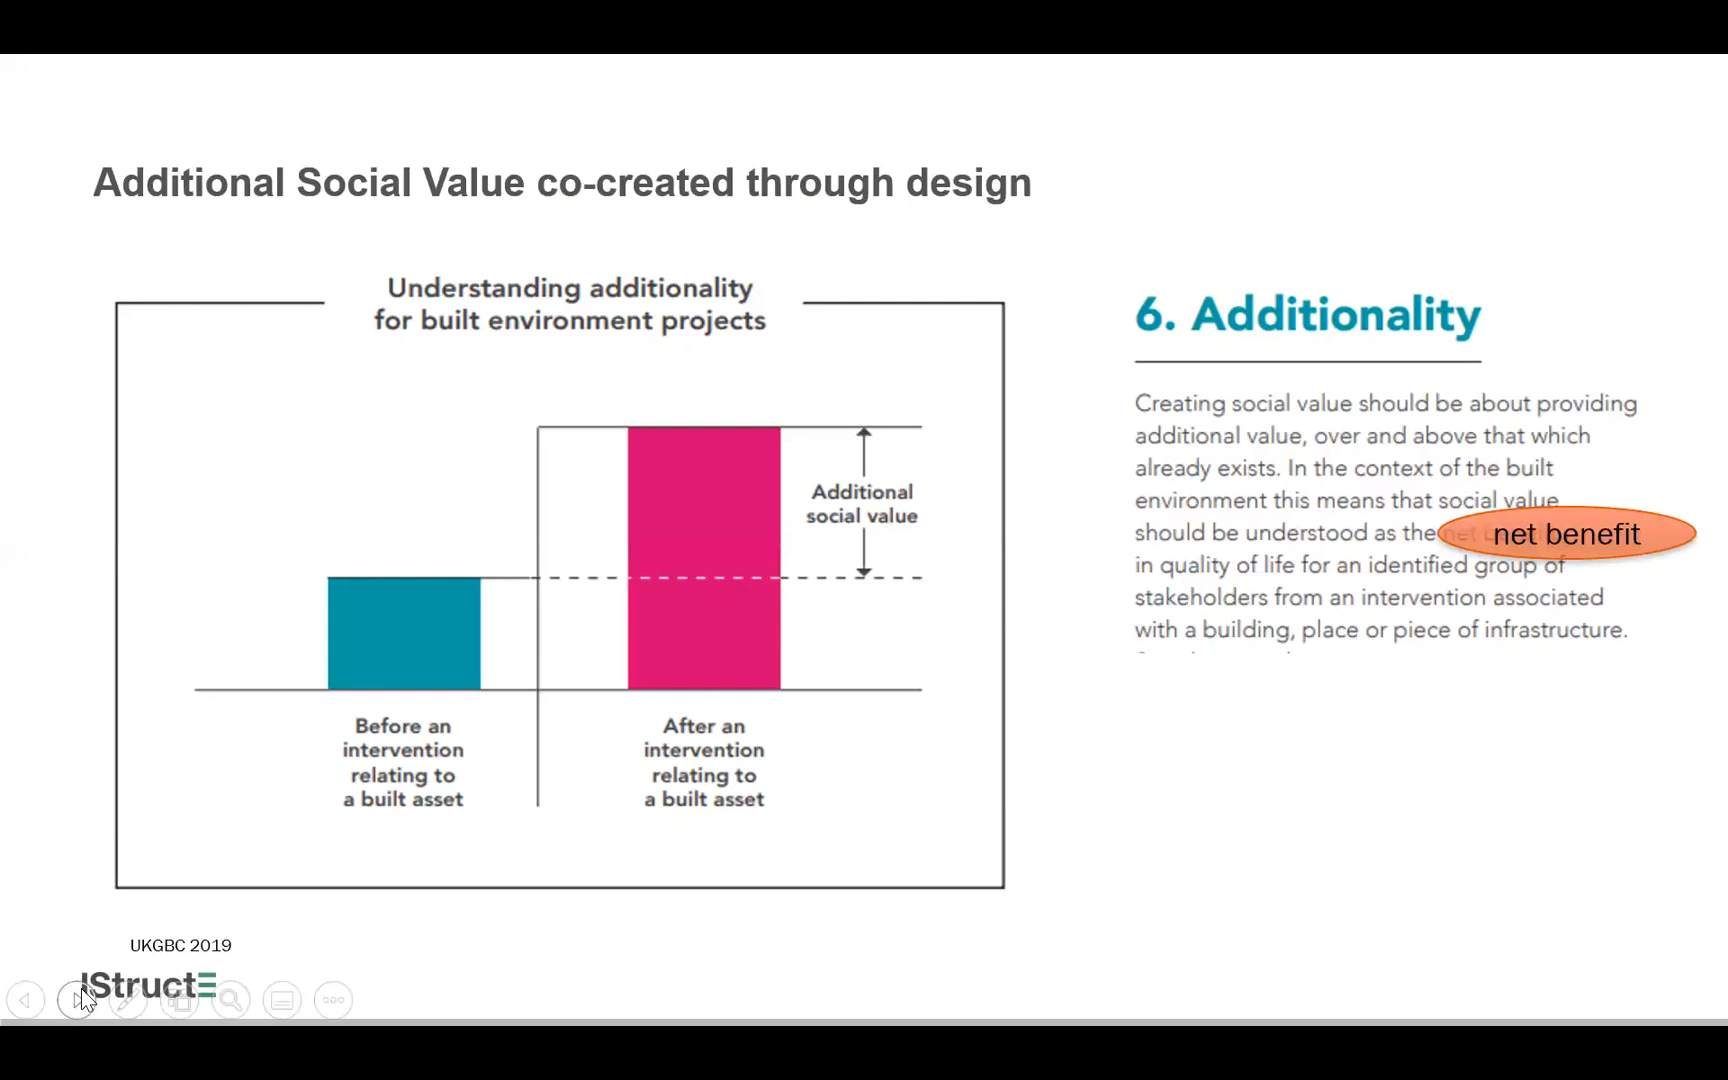 Additional Social Value co-created through design
Understanding additionality
for built environment projects
Additional
social value
Before an
intervention
relating to
a built asset
After an
intervention
relating to
a built asset
6. Additionality
Creating social value should be about providing
additional value, over and above that which
already exists. In the context of the built
environment this means that social value
should be understood as the net benefit
in quality of life for an identified group of
stakeholders from an intervention associated
with a building, place or piece of infrastructure.
UKGBC 2019
IStructE